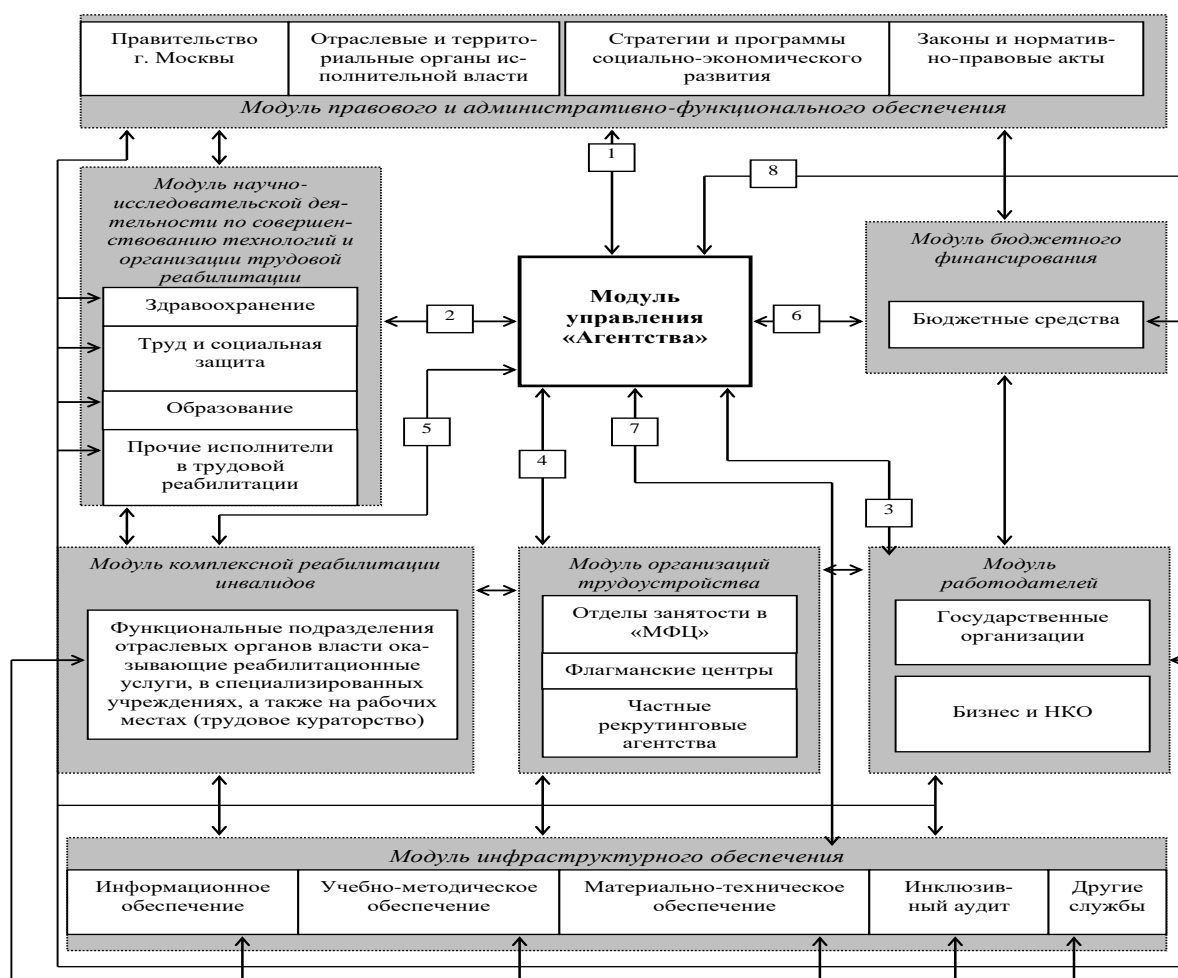 Правительство
г. Москвы
Отраслевые и террито-
риальные органы ис-
полнительной власти
Стратегии и программы
социально-экономического
развития
Законы и норматив-
но-правовые акты
Модуль правового и административно-функционального обеспечения
1
8
Модуль научно-
исследовательской дея-
тельности по совершен-
ствованию технологий и
организации трудовой
реабилитации
Здравоохранение
Труд и социальная
защита
Образование
Прочие исполнители
в трудовой
реабилитации
2
Модуль
управления
«Агентства»
6
Модуль бюджетного
финансирования
Бюджетные средства
5
4
7
3
Модуль комплексной реабилитации
инвалидов
Функциональные подразделения
отраслевых органов власти ока-
зывающие реабилитационные
услуги, в специализированных
учреждениях, а также на рабочих
местах (трудовое кураторство)
Модуль организаций
трудоустройства
Отделы занятости в
«МФЦ»
Флагманские центры
Частные
рекрутинговые
агентства
Модуль
работодателей
Государственные
организации
Бизнес и НКО
Модуль инфраструктурного обеспечения
Информационное
обеспечение
Учебно-методическое
обеспечение
Материально-техническое
обеспечение
Инклюзив-
ный аудит
Другие
службы